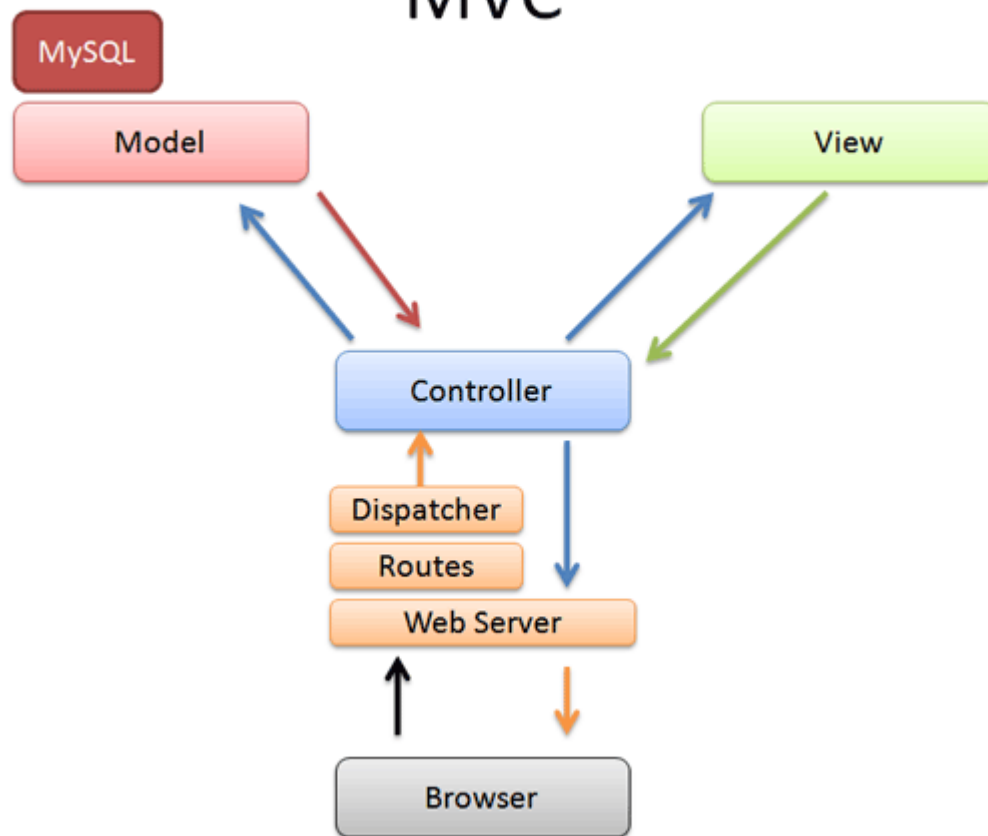 MVC
MySQL
Model
View
Controller
Dispatcher
Routes
Web Server
Browser